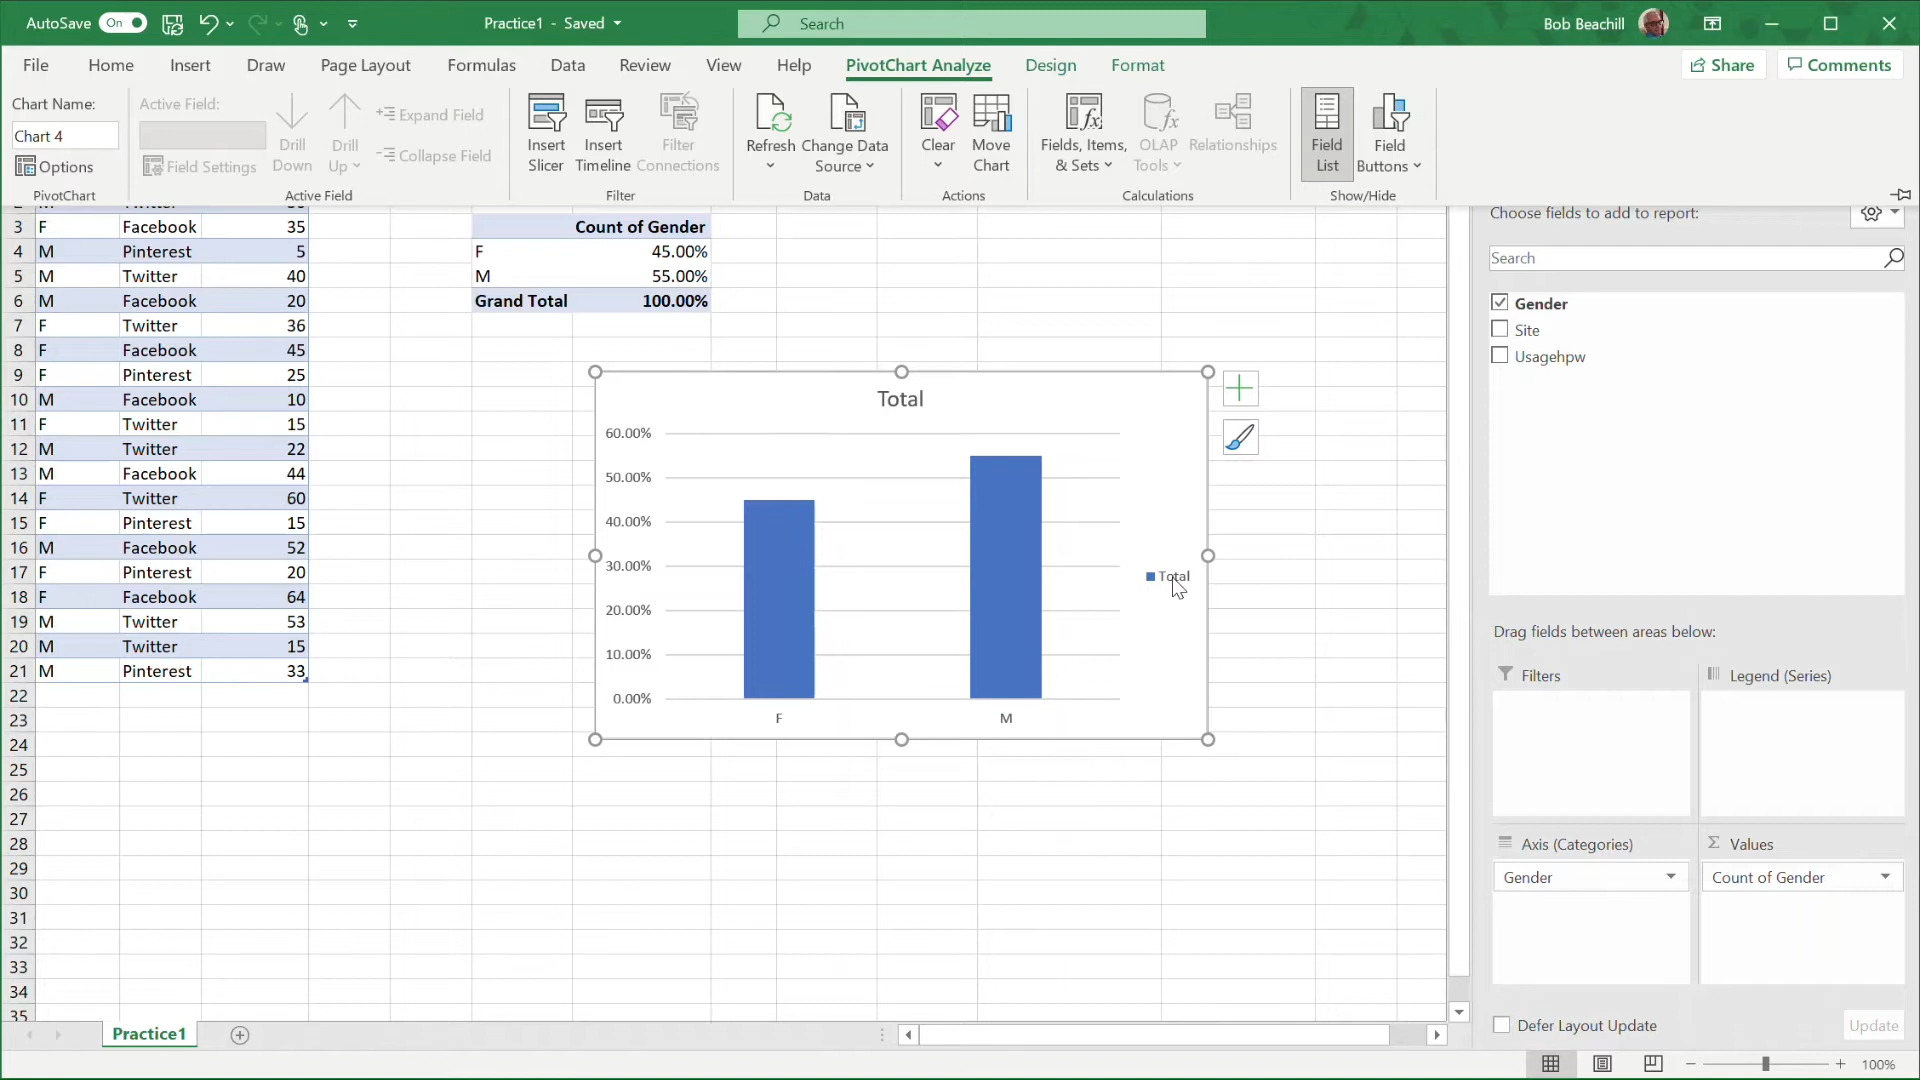 AutoSave On Practice1 - Saved Search Bob Beachill
File Home Insert Draw Page Layout Formulas Data Review View Help PivotChart Analyze Design Format Share Comments
Chart Name: Active Field:
Chart 4
Options
PivotChart
Field Settings
Drill Down
Drill Up
Expand Field
Collapse Field
Active Field
Insert Slicer
Insert Timeline
Filter Connections
Filter
Refresh
Change Data Source
Data
Clear
Move Chart
Actions
Fields, Items, & Sets
OLAP Tools
Relationships
Calculations
Field List
Field Buttons
Show/Hide
3 F Facebook 35 Count of Gender
4 M Pinterest 5 F 45.00%
5 M Twitter 40 M 55.00%
6 M Facebook 20 Grand Total 100.00%
7 F Twitter 36
8 F Facebook 45
9 F Pinterest 25
10 M Facebook 10
11 F Twitter 15
12 M Twitter 22
13 M Facebook 44
14 F Twitter 60
15 F Pinterest 15
16 M Facebook 52
17 F Pinterest 20
18 F Facebook 64
19 M Twitter 53
20 M Twitter 15
21 M Pinterest 33
22
23
24
25
26
27
28
29
30
31
32
33
34
35
Total
60.00%
50.00%
40.00%
30.00%
20.00%
10.00%
0.00%
F M
Total
Choose fields to add to report:
Search
Gender
Site
Usagehpw
Drag fields between areas below:
Filters Legend (Series)
Axis (Categories) Σ Values
Gender Count of Gender
Defer Layout Update Update
Practice1
100%